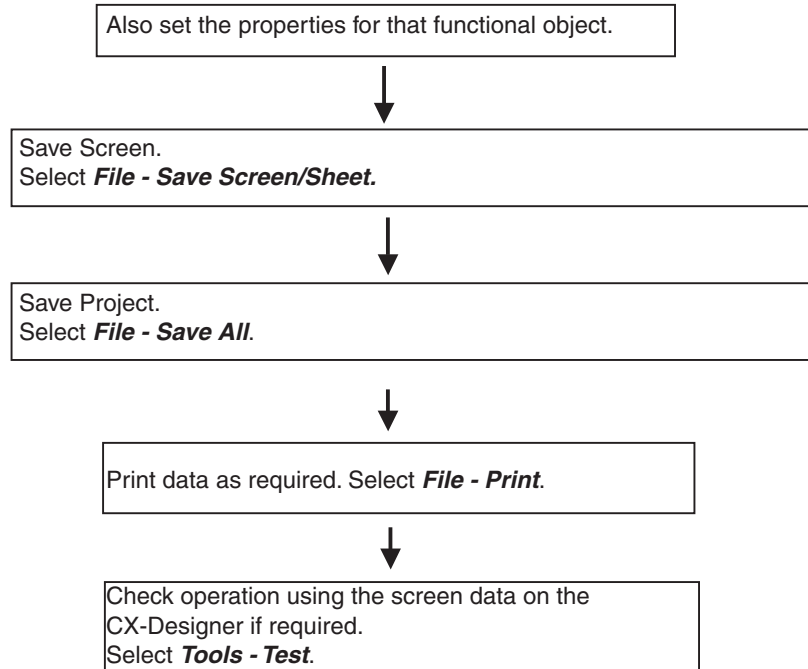 Also set the properties for that functional object.
Save Screen.
Select File - Save Screen/Sheet.
Save Project.
Select File - Save All.
Print data as required. Select File - Print.
Check operation using the screen data on the
CX-Designer if required.
Select Tools - Test.